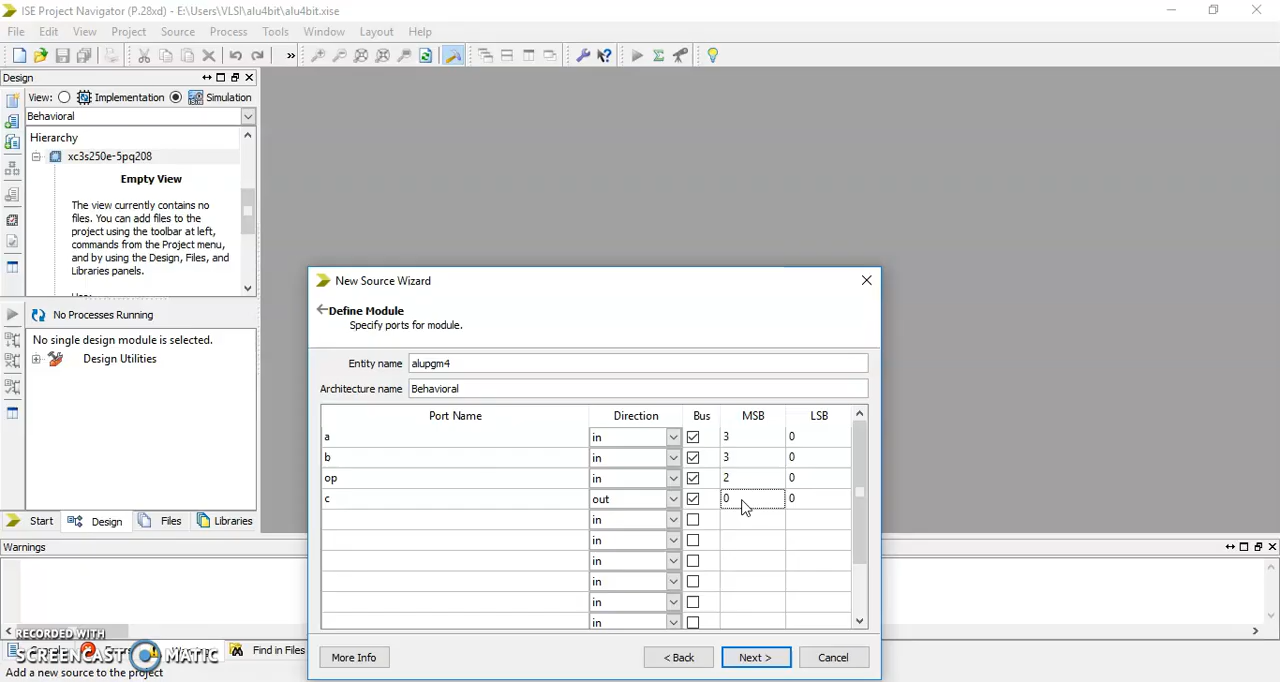 ISE Project Navigator (P.28xd) - E:\Users\VLSI\alu4bit\alu4bit.xise
File Edit View Project Source Process Tools Window Layout Help
»
Design
View: Implementation Simulation
Behavioral
Hierarchy
xc3s250e-5pq208
Empty View
The view currently contains no
files. You can add files to the
project using the toolbar at left,
commands from the Project menu,
and by using the Design, Files, and
Libraries panels.
No Processes Running
No single design module is selected.
Design Utilities
Start Design Files Libraries
New Source Wizard
Define Module
Specify ports for module.
Entity name alupgm4
Architecture name Behavioral
Port Name Direction Bus MSB LSB
a in 3 0
b in 3 0
op in 2 0
c out 0 0
in
in
in
in
in
in
More Info < Back Next > Cancel
Warnings
RECORDED WITH
SCREENCAST MATIC
Find in Files
Add a new source to the project